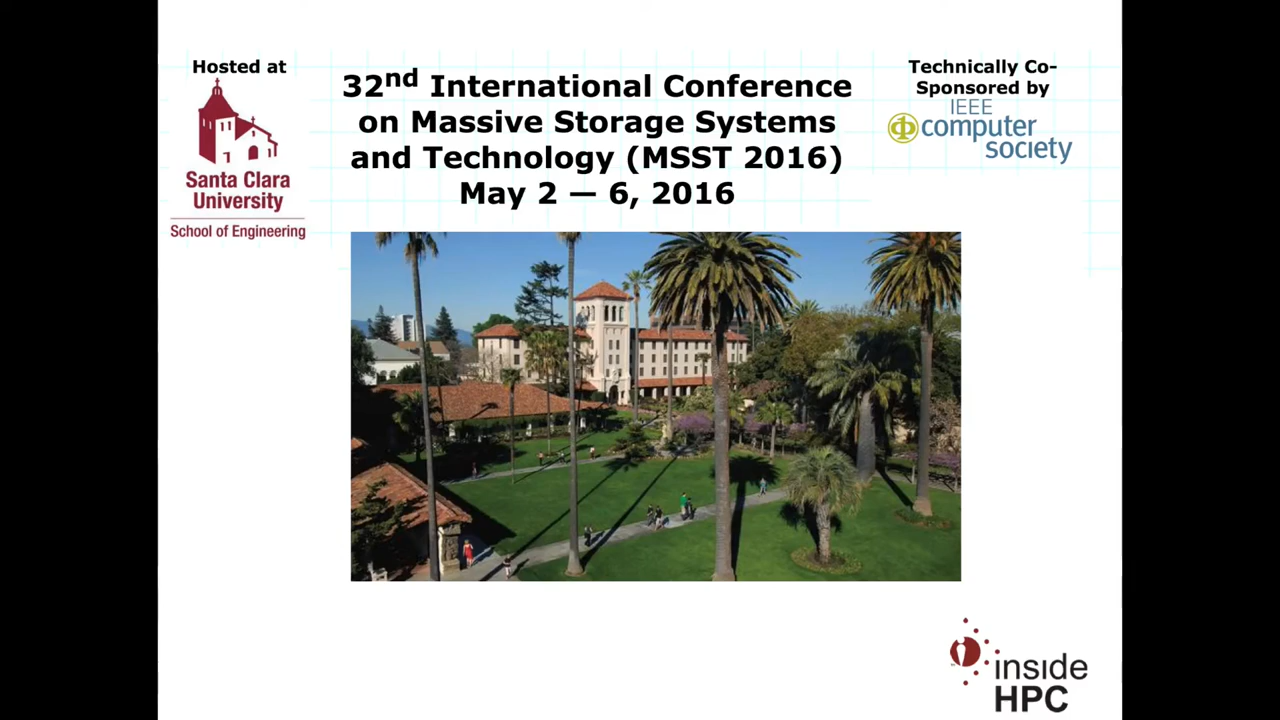 Hosted at
Santa Clara
University
School of Engineering
32nd International Conference
on Massive Storage Systems
and Technology (MSST 2016)
May 2 — 6, 2016
Technically Co-
Sponsored by
IEEE
computer
society
inside
HPC